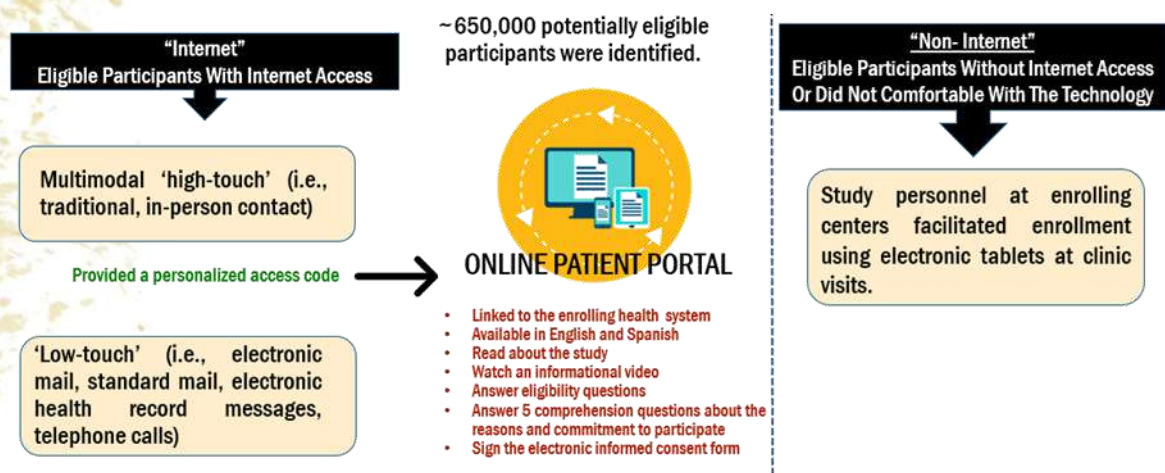 “Internet”
Eligible Participants With Internet Access
Multimodal ‘high-touch’ (i.e.,
traditional, in-person contact)
Provided a personalized access code
‘Low-touch’ (i.e., electronic
mail, standard mail, electronic
health record messages,
telephone calls)
~650,000 potentially eligible
participants were identified.
ONLINE PATIENT PORTAL
• Linked to the enrolling health system
• Available in English and Spanish
• Read about the study
• Watch an informational video
• Answer eligibility questions
• Answer 5 comprehension questions about the
reasons and commitment to participate
• Sign the electronic informed consent form
“Non- Internet”
Eligible Participants Without Internet Access
Or Did Not Comfortable With The Technology
Study personnel at enrolling
centers facilitated enrollment
using electronic tablets at clinic
visits.